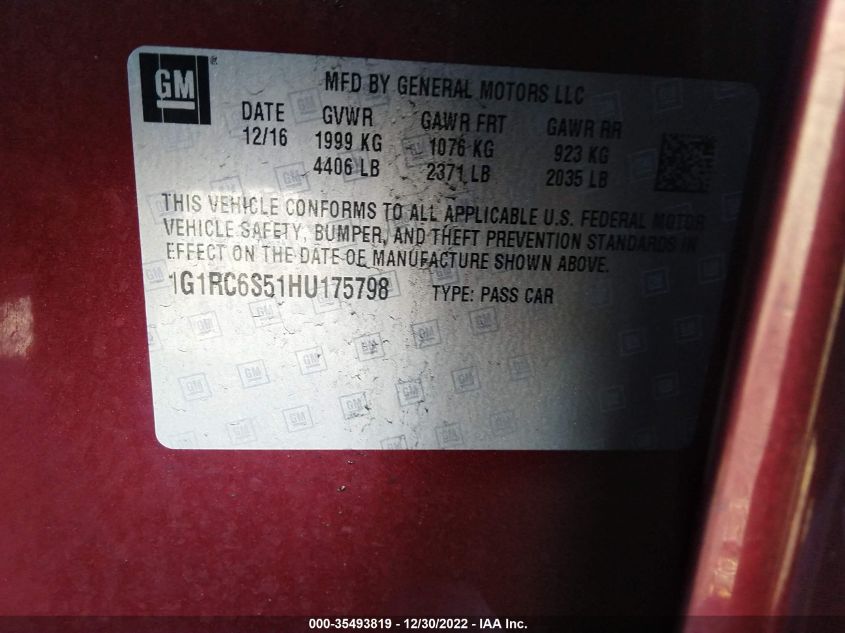 GM
MFD BY GENERAL MOTORS LLC
DATE GVWR GAWR FRT GAWR RR
12/16 1999 KG 1076 KG 923 KG
4406 LB 2371 LB 2035 LB
THIS VEHICLE CONFORMS TO ALL APPLICABLE U.S. FEDERAL MOTOR
VEHICLE SAFETY, BUMPER, AND THEFT PREVENTION STANDARDS IN
EFFECT ON THE DATE OF MANUFACTURE SHOWN ABOVE.
1G1RC6S51HU175798 TYPE: PASS CAR
000-35493819 - 12/30/2022 - IAA Inc.